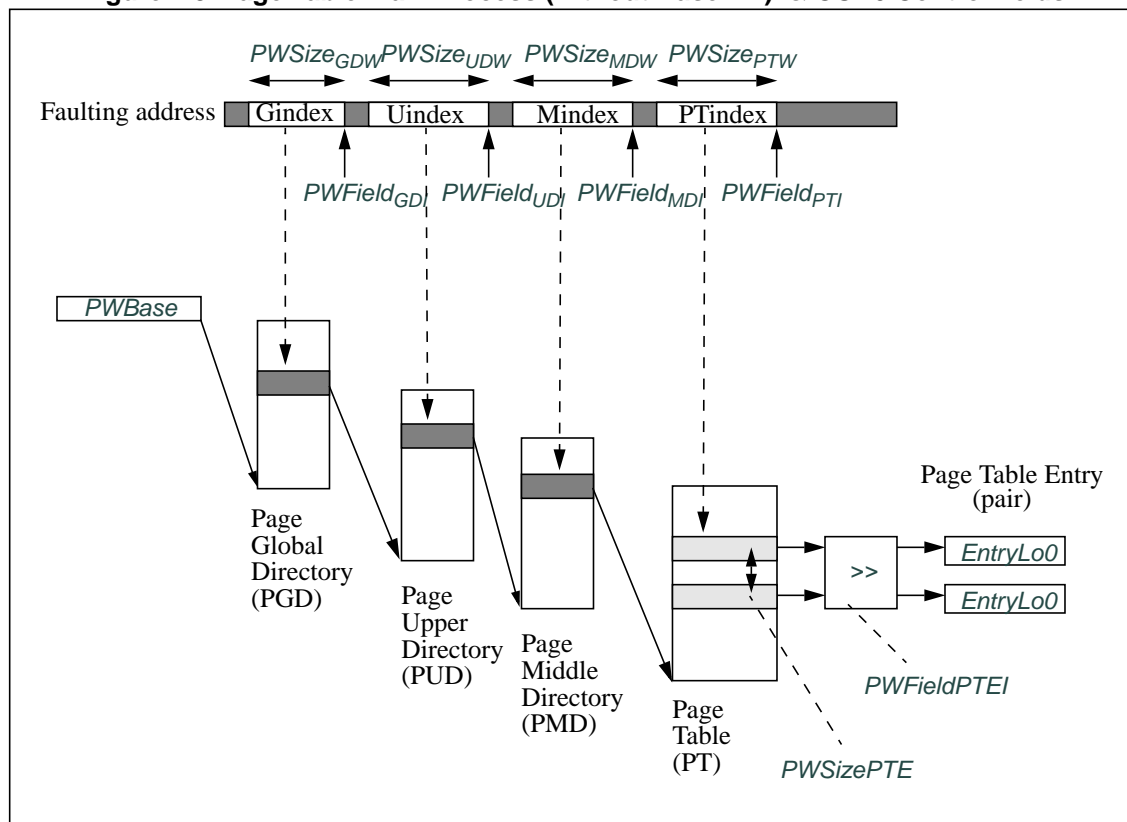 PWSizeGDW PWSizeUDW PWSizeMDW PWSizePTW
Faulting address Gindex Uindex Mindex PTindex
PWFieldGDI PWFieldUDI PWFieldMDI PWFieldPTI
PWBase
Page Table Entry
(pair)
Page
Global
Directory
(PGD)
Page
Upper
Directory
(PUD)
Page
Middle
Directory
(PMD)
Page
Table
(PT)
>>
EntryLo0
EntryLo0
PWFieldPTEI
PWSizePTE